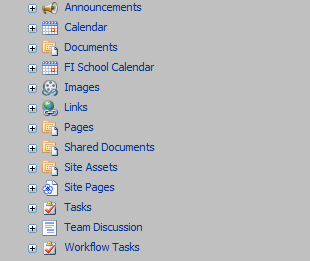 Announcements
Calendar
Documents
FI School Calendar
Images
Links
Pages
Shared Documents
Site Assets
Site Pages
Tasks
Team Discussion
Workflow Tasks